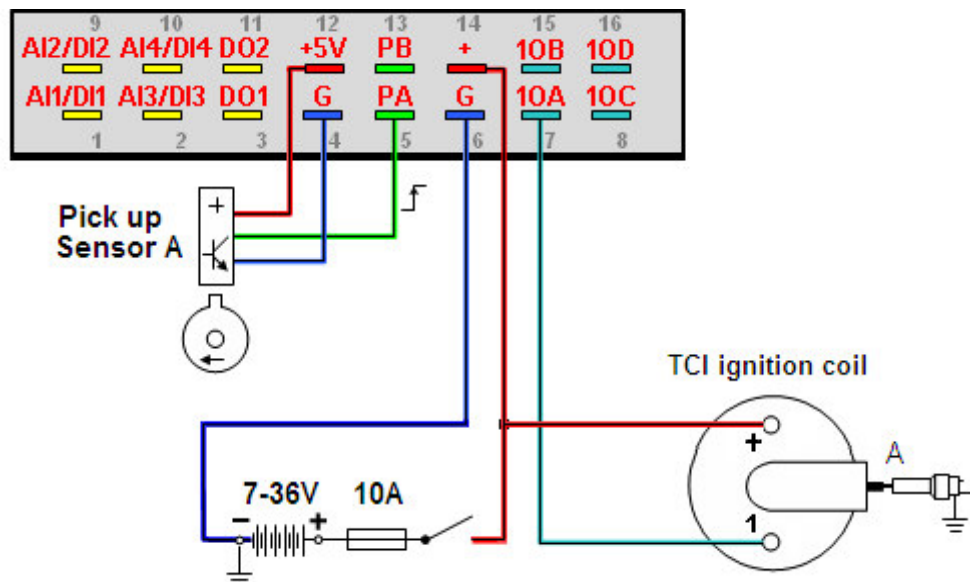 9 10 11 12 13 14 15 16
AI2/DI2 AI4/DI4 DO2 +5V PB + 1OB 1OD
AI1/DI1 AI3/DI3 DO1 G PA G 1OA 1OC
1 2 3 4 5 6 7 8
Pick up
Sensor A
+
TCI ignition coil
+
A
7-36V 10A
- +
1